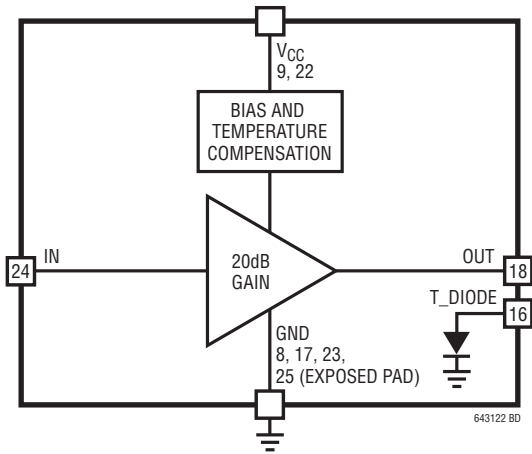 VCC
9, 22
BIAS AND
TEMPERATURE
COMPENSATION
24
IN
20dB
GAIN
OUT
18
T_DIODE
16
GND
8, 17, 23,
25 (EXPOSED PAD)
643122 BD